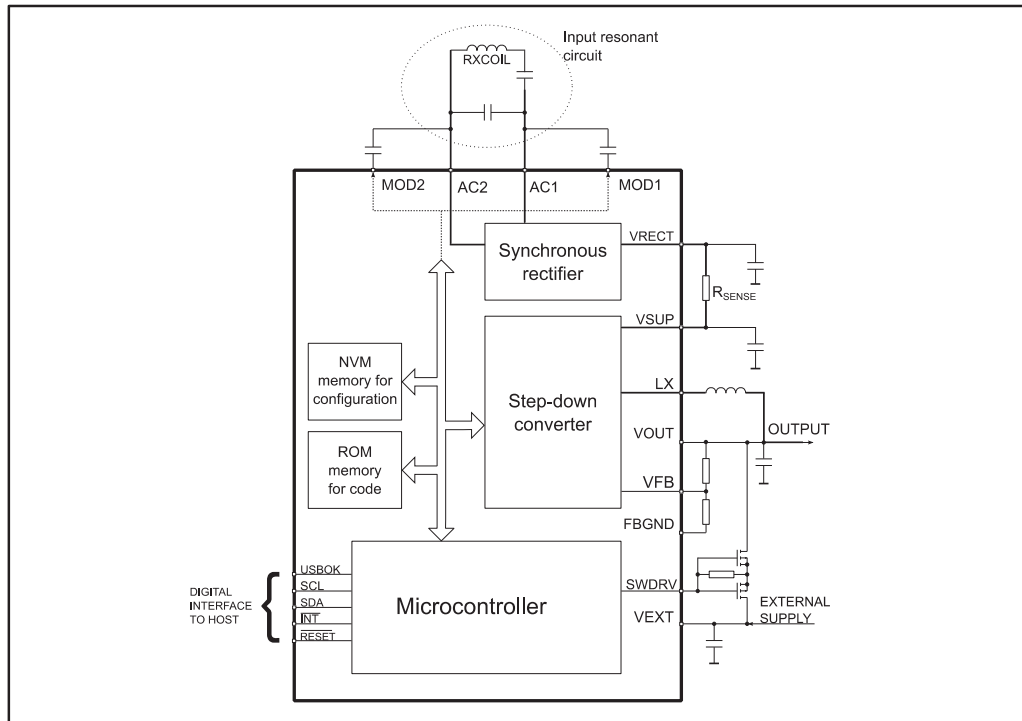 Input resonant
circuit
RXCOIL
MOD2
AC2
AC1
MOD1
Synchronous
rectifier
VRECT
RSENSE
VSUP
NVM
memory for
configuration
Step-down
converter
LX
VOUT
OUTPUT
ROM
memory
for code
VFB
FBGND
USBOK
SCL
SDA
INT
RESET
DIGITAL
INTERFACE
TO HOST
Microcontroller
SWDRV
VEXT
EXTERNAL
SUPPLY